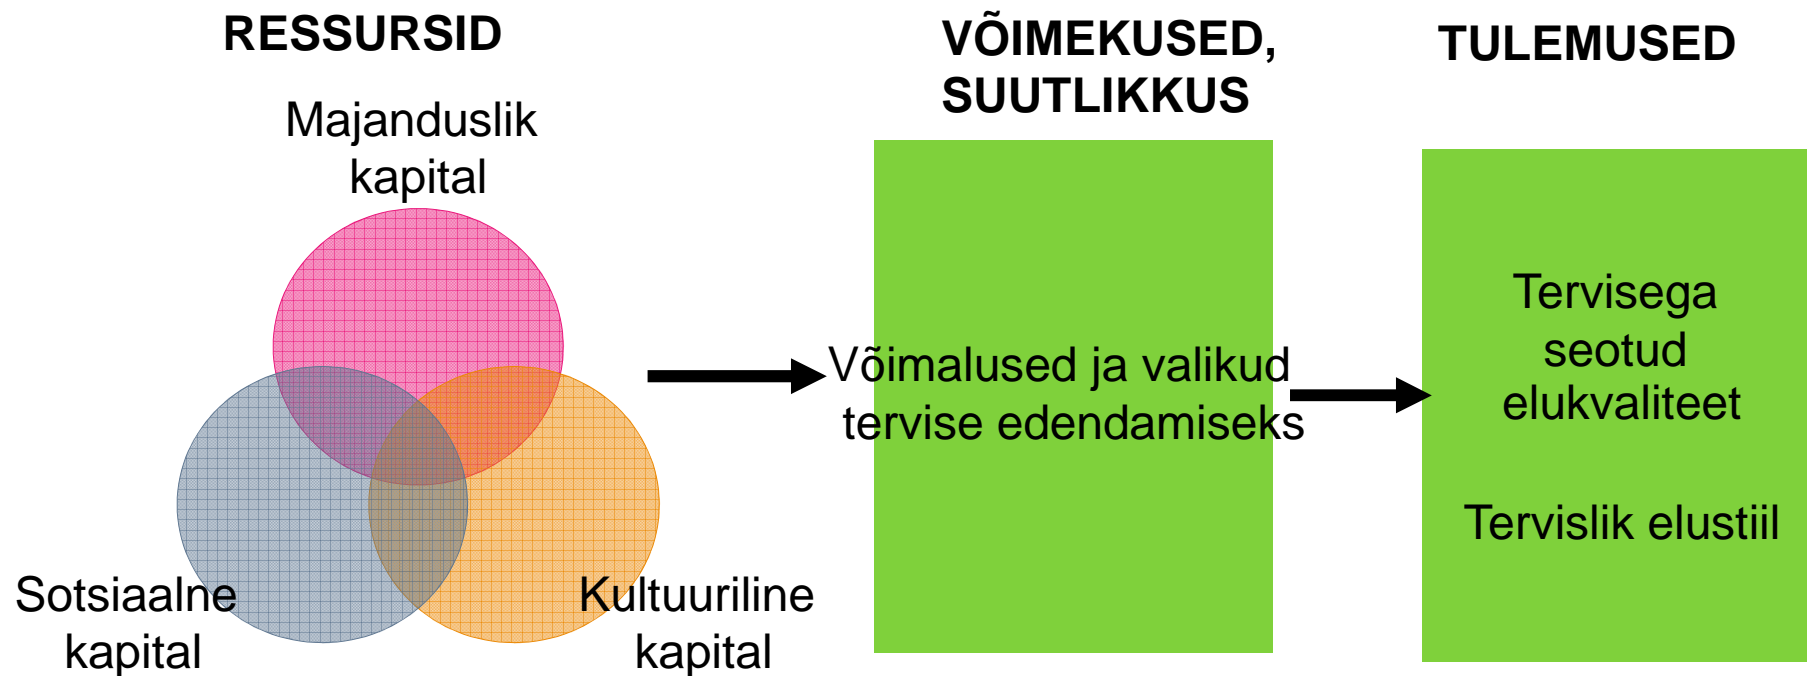 RESSURSID
Majanduslik
kapital
Sotsiaalne
kapital
Kultuuriline
kapital
VÕIMEKUSED,
SUUTLIKKUS
Võimalused ja valikud
tervise edendamiseks
TULEMUSED
Tervisega
seotud
elukvaliteet
Tervislik elustiil